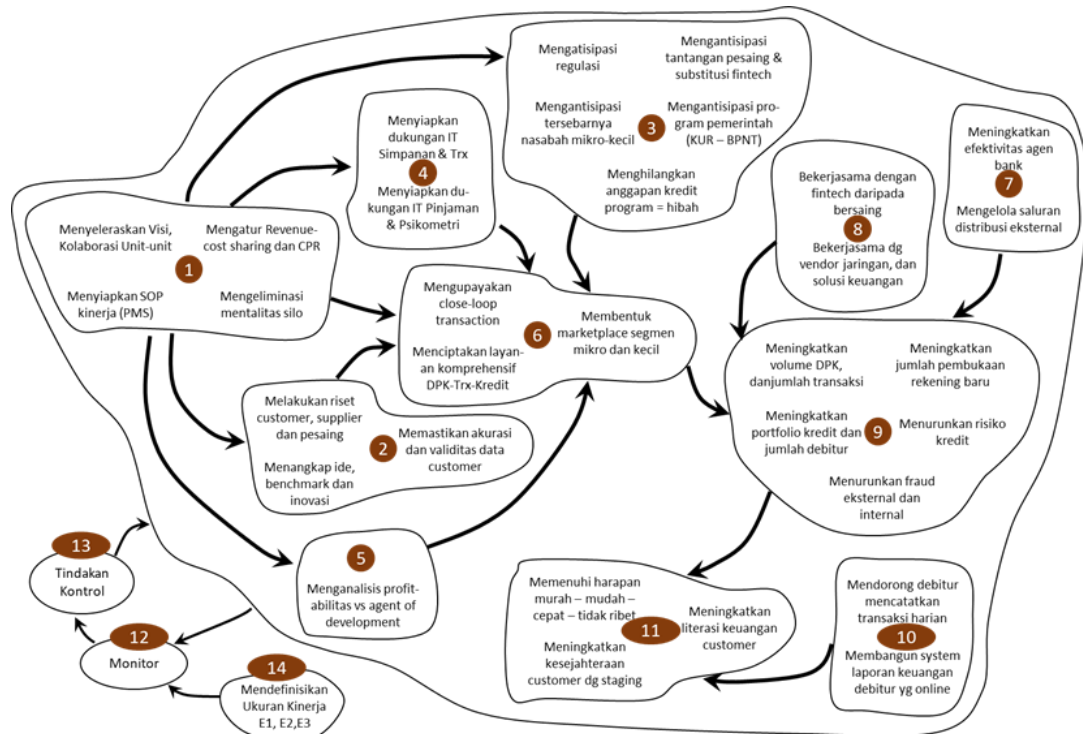 Mengatisipasi
regulasi
Mengantisipasi
tantangan pesaing &
substitusi fintech
Mengantisipasi
tersebarnya
nasabah mikro-kecil
3
Mengantisipasi pro-
gram pemerintah
(KUR – BPNT)
Menghilangkan
anggapan kredit
program = hibah
Menyiapkan
dukungan IT
Simpanan & Trx
4
Menyiapkan du-
kungan IT Pinjaman
& Psikometri
Meningkatkan
efektivitas agen
bank
7
Mengelola saluran
distribusi eksternal
Bekerjasama dengan
fintech daripada
bersaing
8
Bekerjasama dg
vendor jaringan, dan
solusi keuangan
Menyeleraskan Visi,
Kolaborasi Unit-unit
Mengatur Revenue-
cost sharing dan CPR
1
Menyiapkan SOP
kinerja (PMS)
Mengeliminasi
mentalitas silo
Mengupayakan
close-loop
transaction
6
Membentuk
marketplace segmen
mikro dan kecil
Menciptakan layan-
an komprehensif
DPK-Trx-Kredit
Melakukan riset
customer, supplier
dan pesaing
2
Memastikan akurasi
dan validitas data
customer
Menangkap ide,
benchmark dan
inovasi
Meningkatkan
volume DPK,
danjumlah transaksi
Meningkatkan
jumlah pembukaan
rekening baru
Meningkatkan
portfolio kredit dan
jumlah debitur
9
Menurunkan risiko
kredit
Menurunkan fraud
eksternal dan
internal
5
Menganalisis profit-
abilitas vs agent of
development
13
Tindakan
Kontrol
12
Monitor
14
Mendefinisikan
Ukuran Kinerja
E1, E2,E3
Memenuhi harapan
murah – mudah –
cepat – tidak ribet
11
Meningkatkan
literasi keuangan
customer
Meningkatkan
kesejahteraan
customer dg staging
Mendorong debitur
mencatatkan
transaksi harian
10
Membangun system
laporan keuangan
debitur yg online